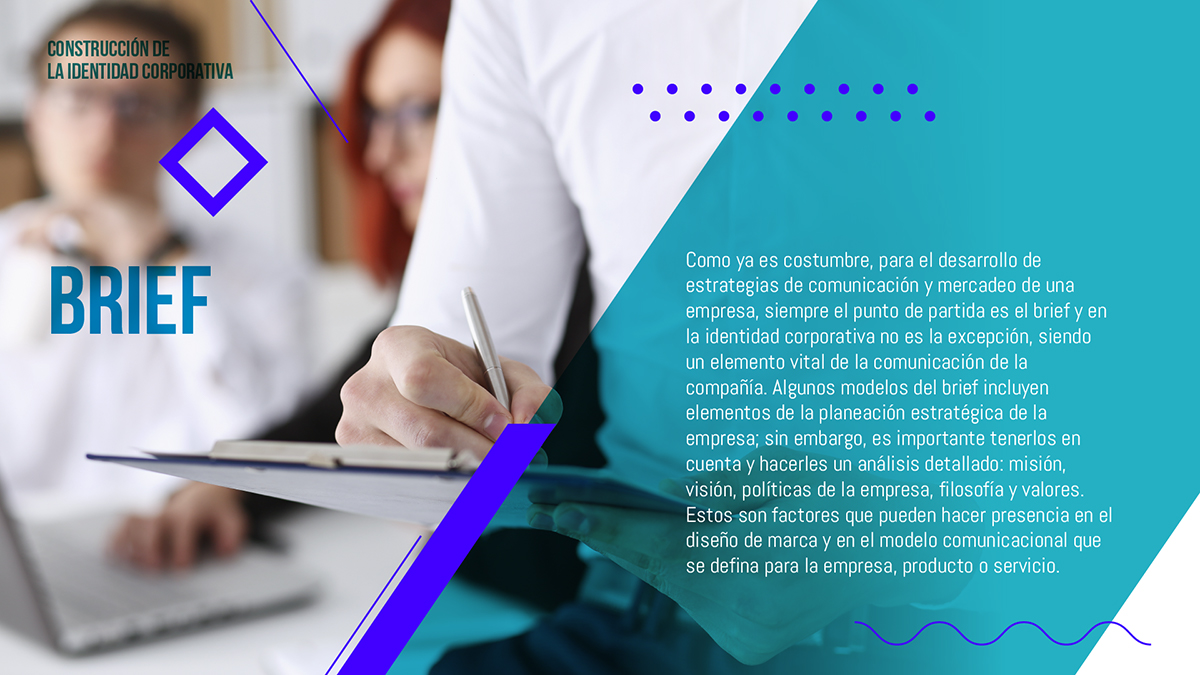 CONSTRUCCIÓN DE
LA IDENTIDAD CORPORATIVA
BRIEF
Como ya es costumbre, para el desarrollo de
estrategias de comunicación y mercadeo de una
empresa, siempre el punto de partida es el brief y en
la identidad corporativa no es la excepción, siendo
un elemento vital de la comunicación de la
compañía. Algunos modelos del brief incluyen
elementos de la planeación estratégica de la
empresa; sin embargo, es importante tenerlos en
cuenta y hacerles un análisis detallado: misión,
visión, políticas de la empresa, filosofía y valores.
Estos son factores que pueden hacer presencia en el
diseño de marca y en el modelo comunicacional que
se defina para la empresa, producto o servicio.